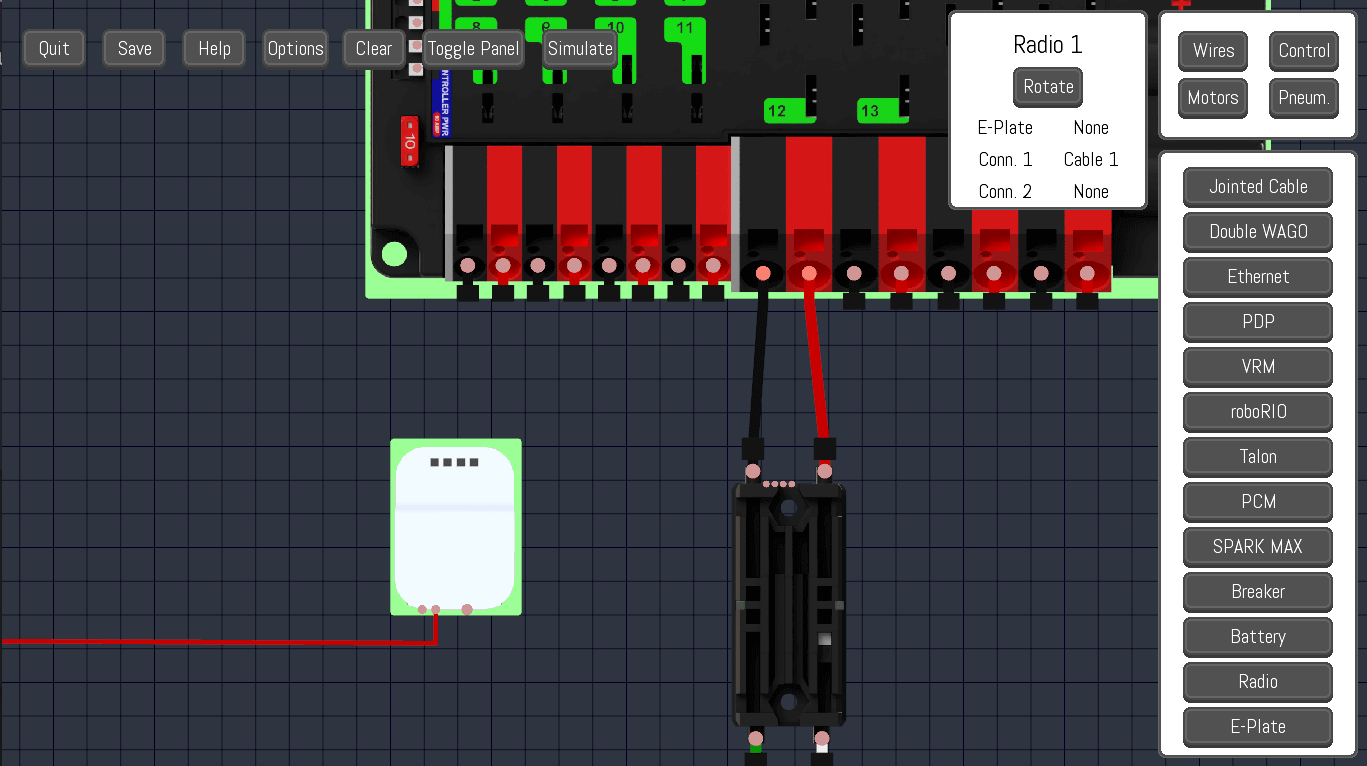 8 9 10 11
Quit Save Help Options Clear Toggle Panel Simulate
10
12 13
Radio 1
Rotate
E-Plate None
Conn. 1 Cable 1
Conn. 2 None
Wires Control
Motors Pneum.
Jointed Cable
Double WAGO
Ethernet
PDP
VRM
roboRIO
Talon
PCM
SPARK MAX
Breaker
Battery
Radio
E-Plate